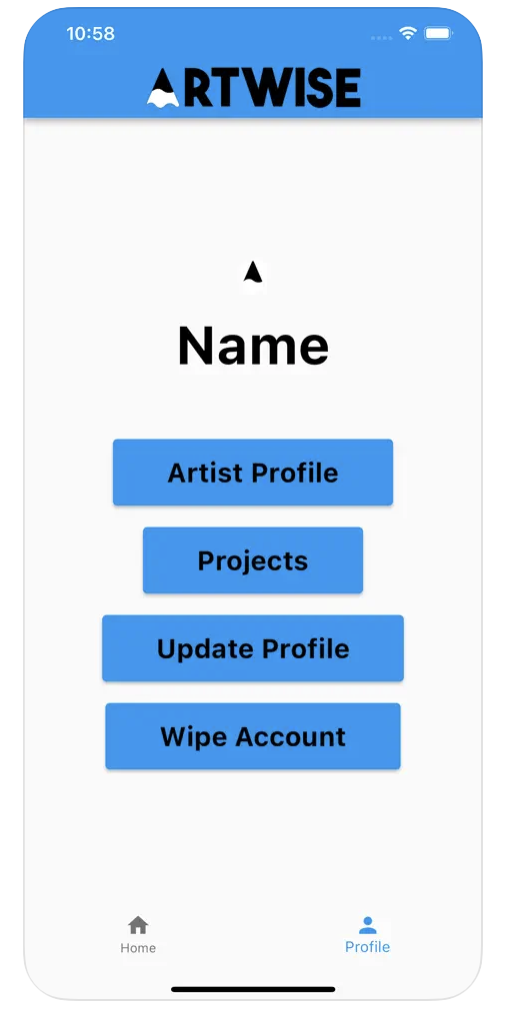 10:58
ARTWISE
Name
Artist Profile
Projects
Update Profile
Wipe Account
Home
Profile